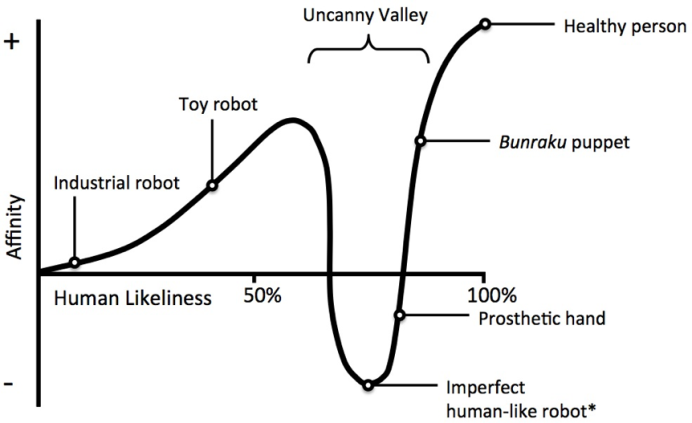 Uncanny Valley
+
Healthy person
Toy robot
Bunraku puppet
Industrial robot
Affinity
Human Likeliness
50%
100%
Prosthetic hand
-
Imperfect
human-like robot*